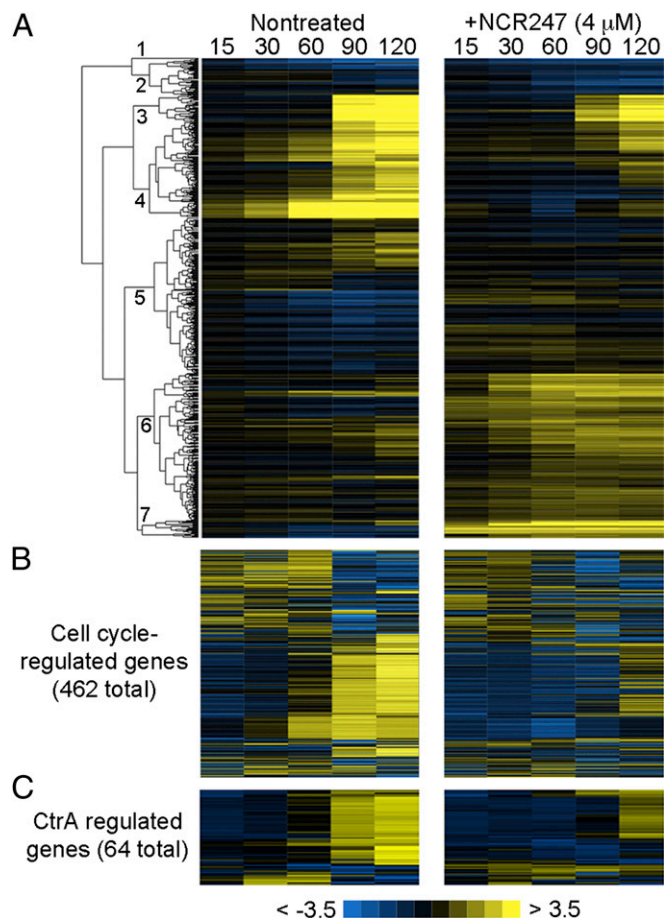 A
Nontreated
+NCR247 (4 μM)
15 30 60 90 120
15 30 60 90 120
1
2
3
4
5
6
7
B
Cell cycle-
regulated genes
(462 total)
C
CtrA regulated
genes (64 total)
< -3.5
> 3.5